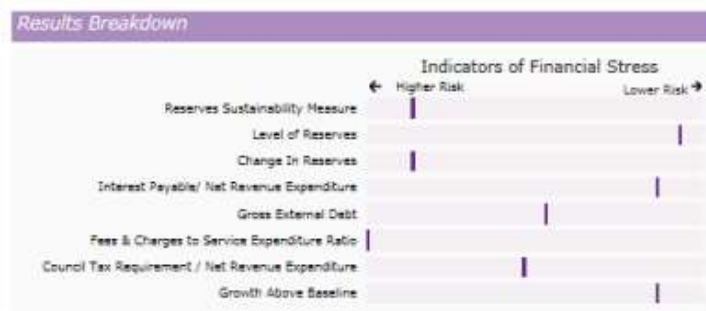 Results Breakdown
Indicators of Financial Stress
← Higher Risk Lower Risk →
Reserves Sustainability Measure
Level of Reserves
Change In Reserves
Interest Payable/ Net Revenue Expenditure
Gross External Debt
Fees & Charges to Service Expenditure Ratio
Council Tax Requirement / Net Revenue Expenditure
Growth Above Baseline